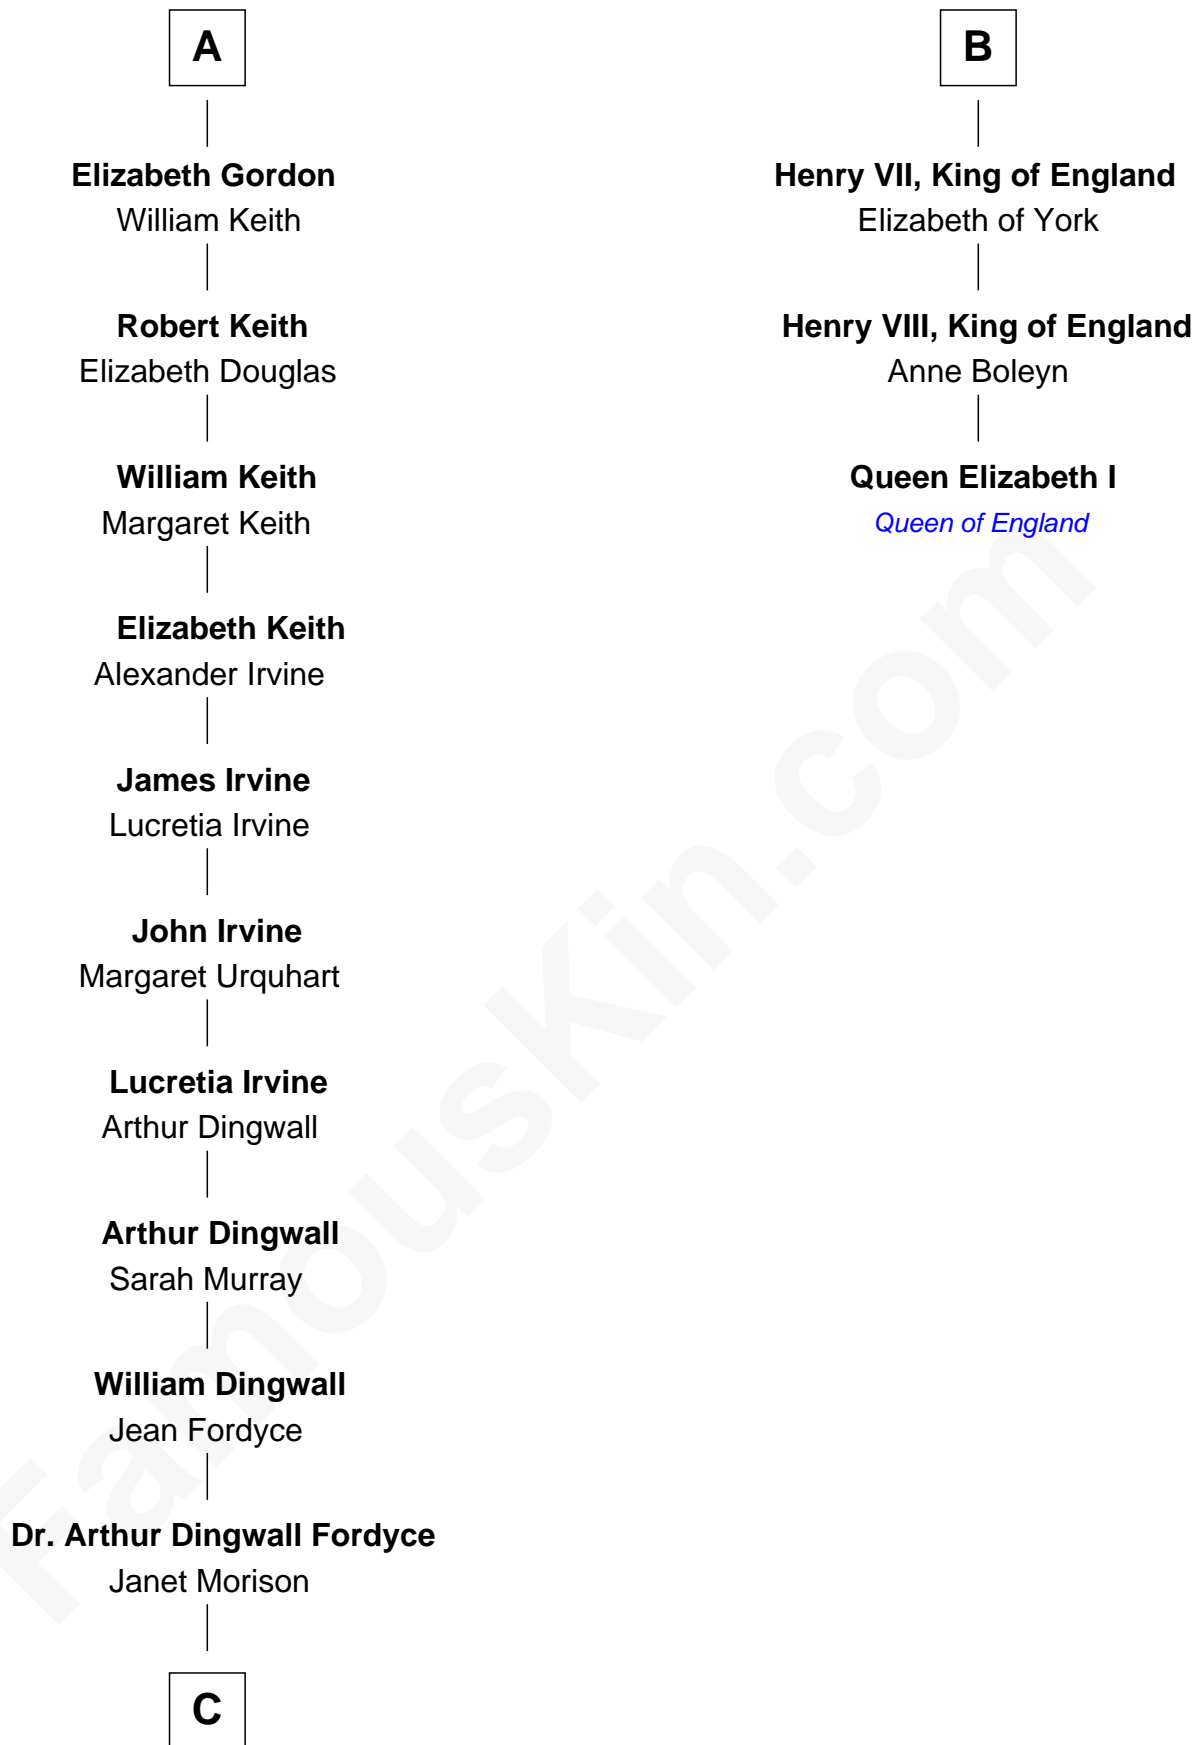 A
Elizabeth Gordon
William Keith
Robert Keith
Elizabeth Douglas
William Keith
Margaret Keith
Elizabeth Keith
Alexander Irvine
James Irvine
Lucretia Irvine
John Irvine
Margaret Urquhart
Lucretia Irvine
Arthur Dingwall
Arthur Dingwall
Sarah Murray
William Dingwall
Jean Fordyce
Dr. Arthur Dingwall Fordyce
Janet Morison
C
B
Henry VII, King of England
Elizabeth of York
Henry VIII, King of England
Anne Boleyn
Queen Elizabeth I
Queen of England
FamousKin.com